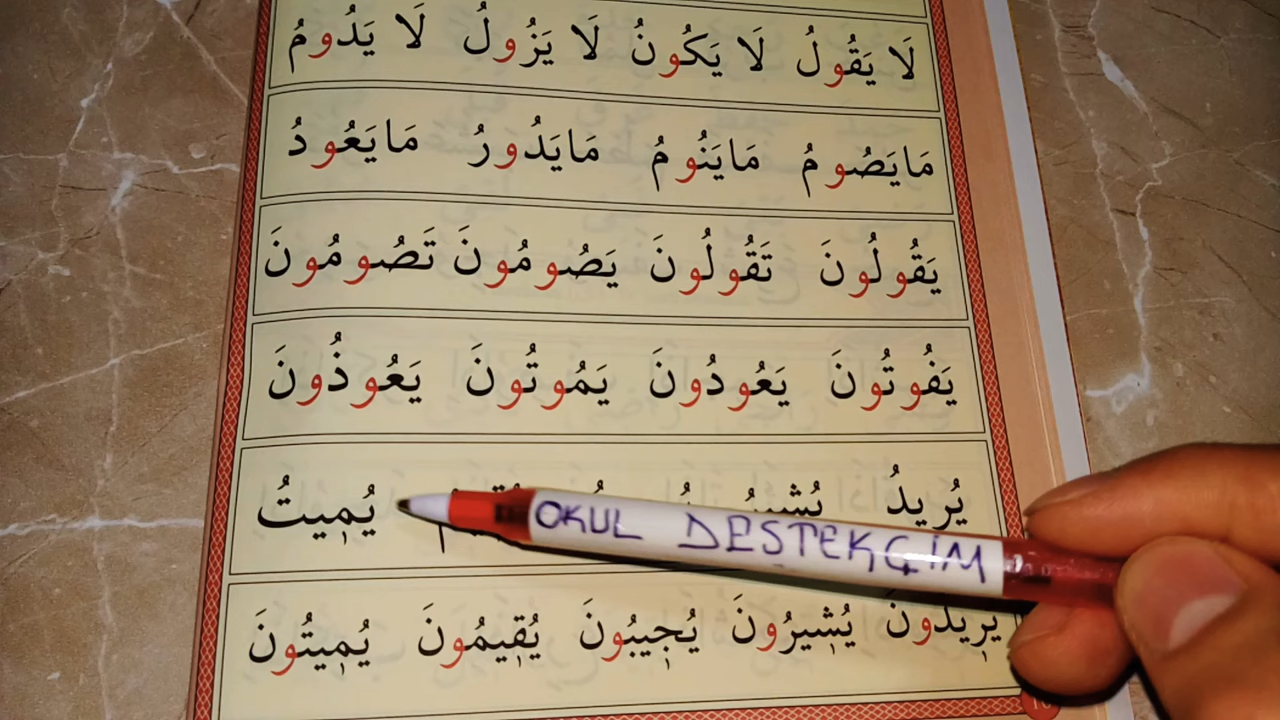 لَا يَقُولُ لَا يَكُونُ لَا يَزُولُ لَا يَدُومُ
مَايَصُومُ مَايَنُومُ مَايَدُورُ مَايَعُودُ
يَقُولُونَ تَقُولُونَ يَصُومُونَ تَصُومُونَ
يَفُوتُونَ يَعُودُونَ يَمُوتُونَ يَعُوذُونَ
يُرِيدُ يُمِيتُ
يُرِيدُونَ يُشِيرُونَ يُجِيبُونَ يُقِيمُونَ يُمِيتُونَ
OKUL DESTEKÇİM